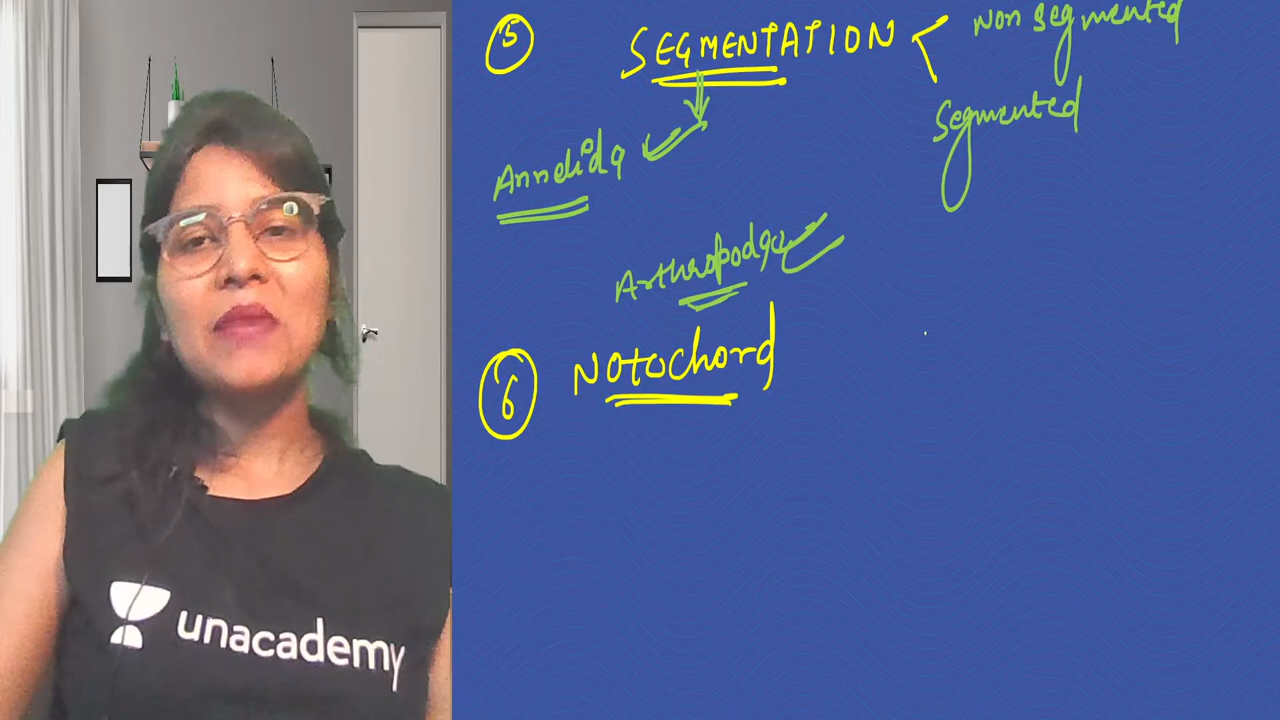 5 SEGMENTATION Non segmented
Segmented
Annelida
Arthropoda
6 Notochord
unacademy